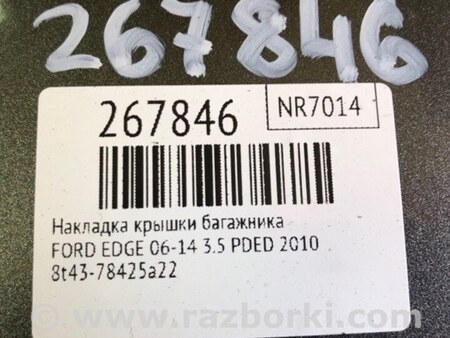 267846
267846
NR7014
Накладка крышки багажника
FORD EDGE 06-14 3.5 PDED 2010
8t43-78425a22
www.razborki.com